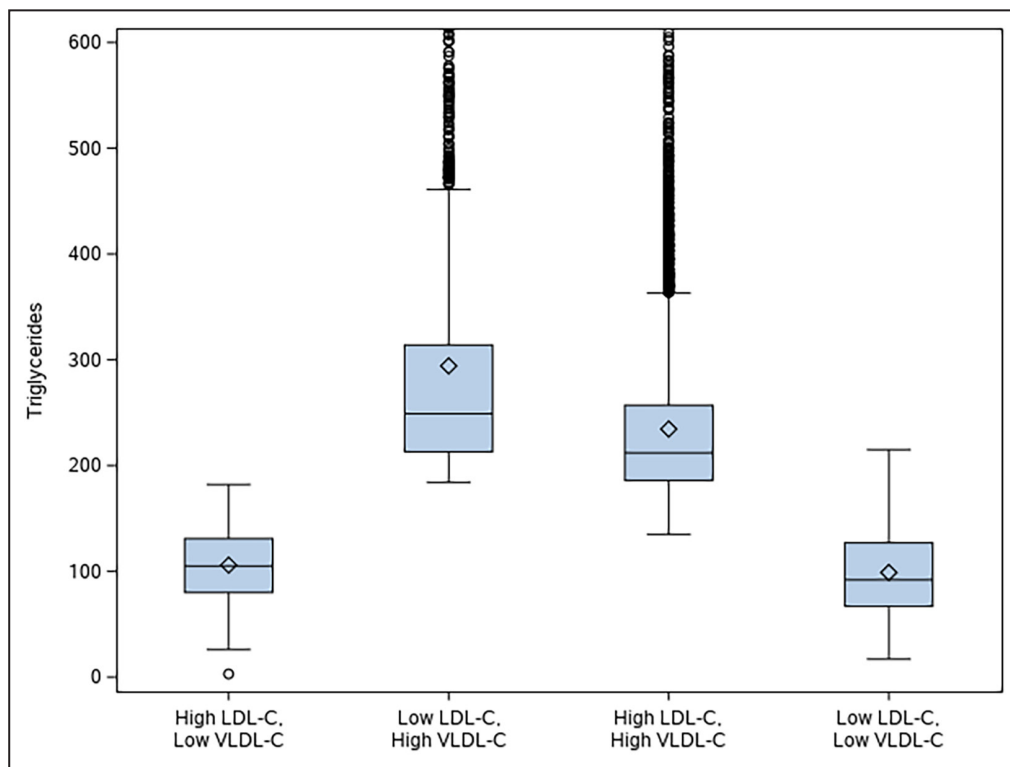 600
500
400
300
200
100
0
Triglycerides
High LDL-C,
Low VLDL-C
Low LDL-C,
High VLDL-C
High LDL-C,
High VLDL-C
Low LDL-C,
Low VLDL-C